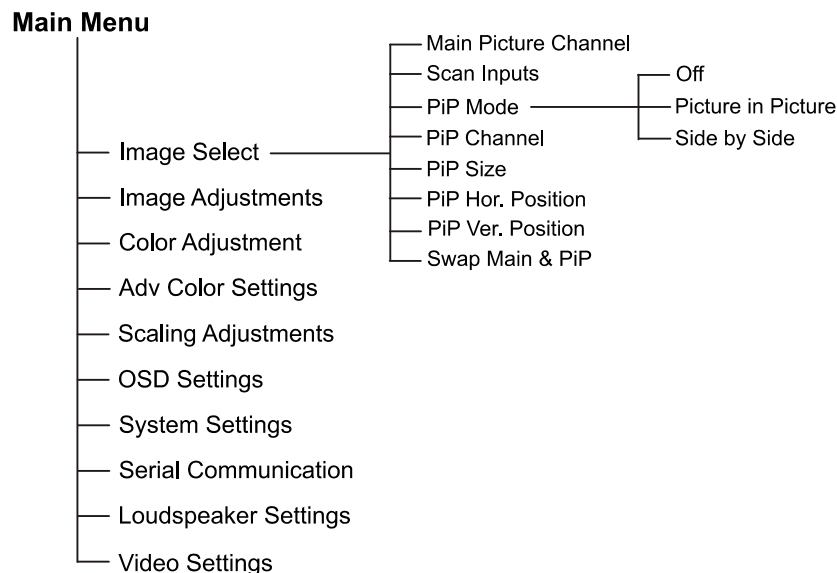 Main Menu
Image Select
Image Adjustments
Color Adjustment
Adv Color Settings
Scaling Adjustments
OSD Settings
System Settings
Serial Communication
Loudspeaker Settings
Video Settings
Main Picture Channel
Scan Inputs
PiP Mode
PiP Channel
PiP Size
PiP Hor. Position
PiP Ver. Position
Swap Main & PiP
Off
Picture in Picture
Side by Side